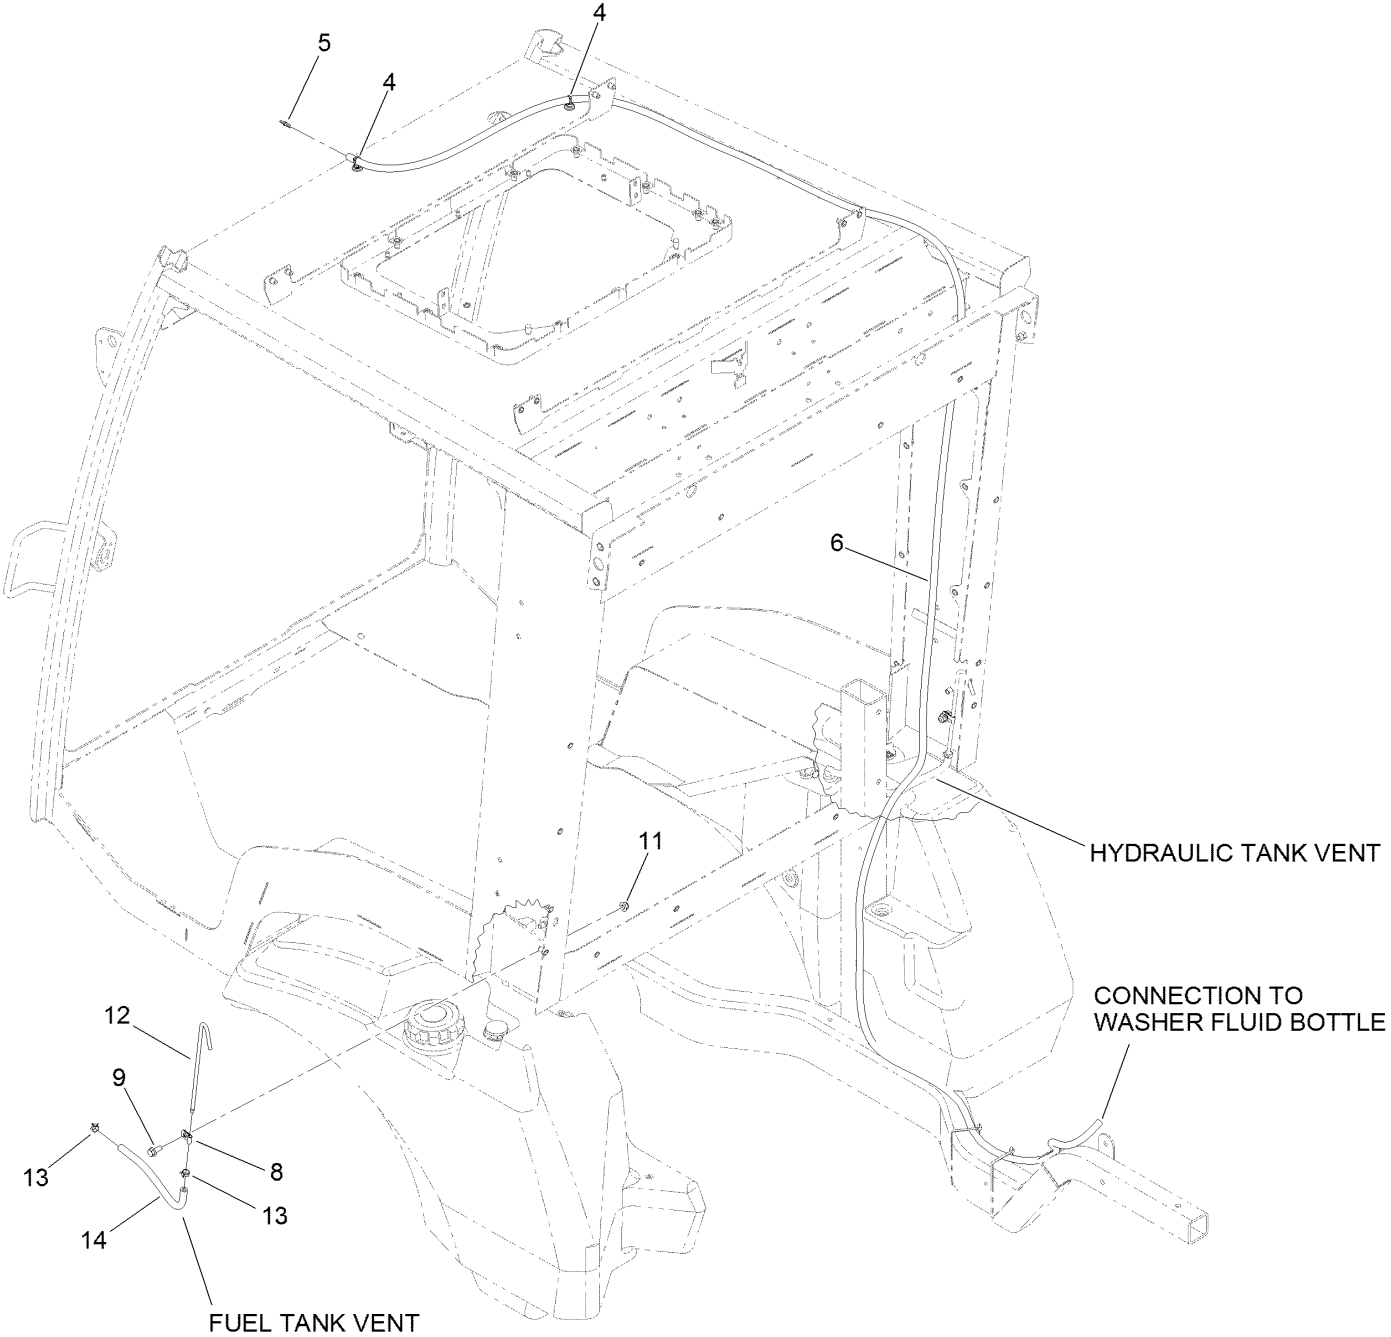 4
5
4
6
11
HYDRAULIC TANK VENT
CONNECTION TO
WASHER FLUID BOTTLE
12
9
13
8
13
14
FUEL TANK VENT